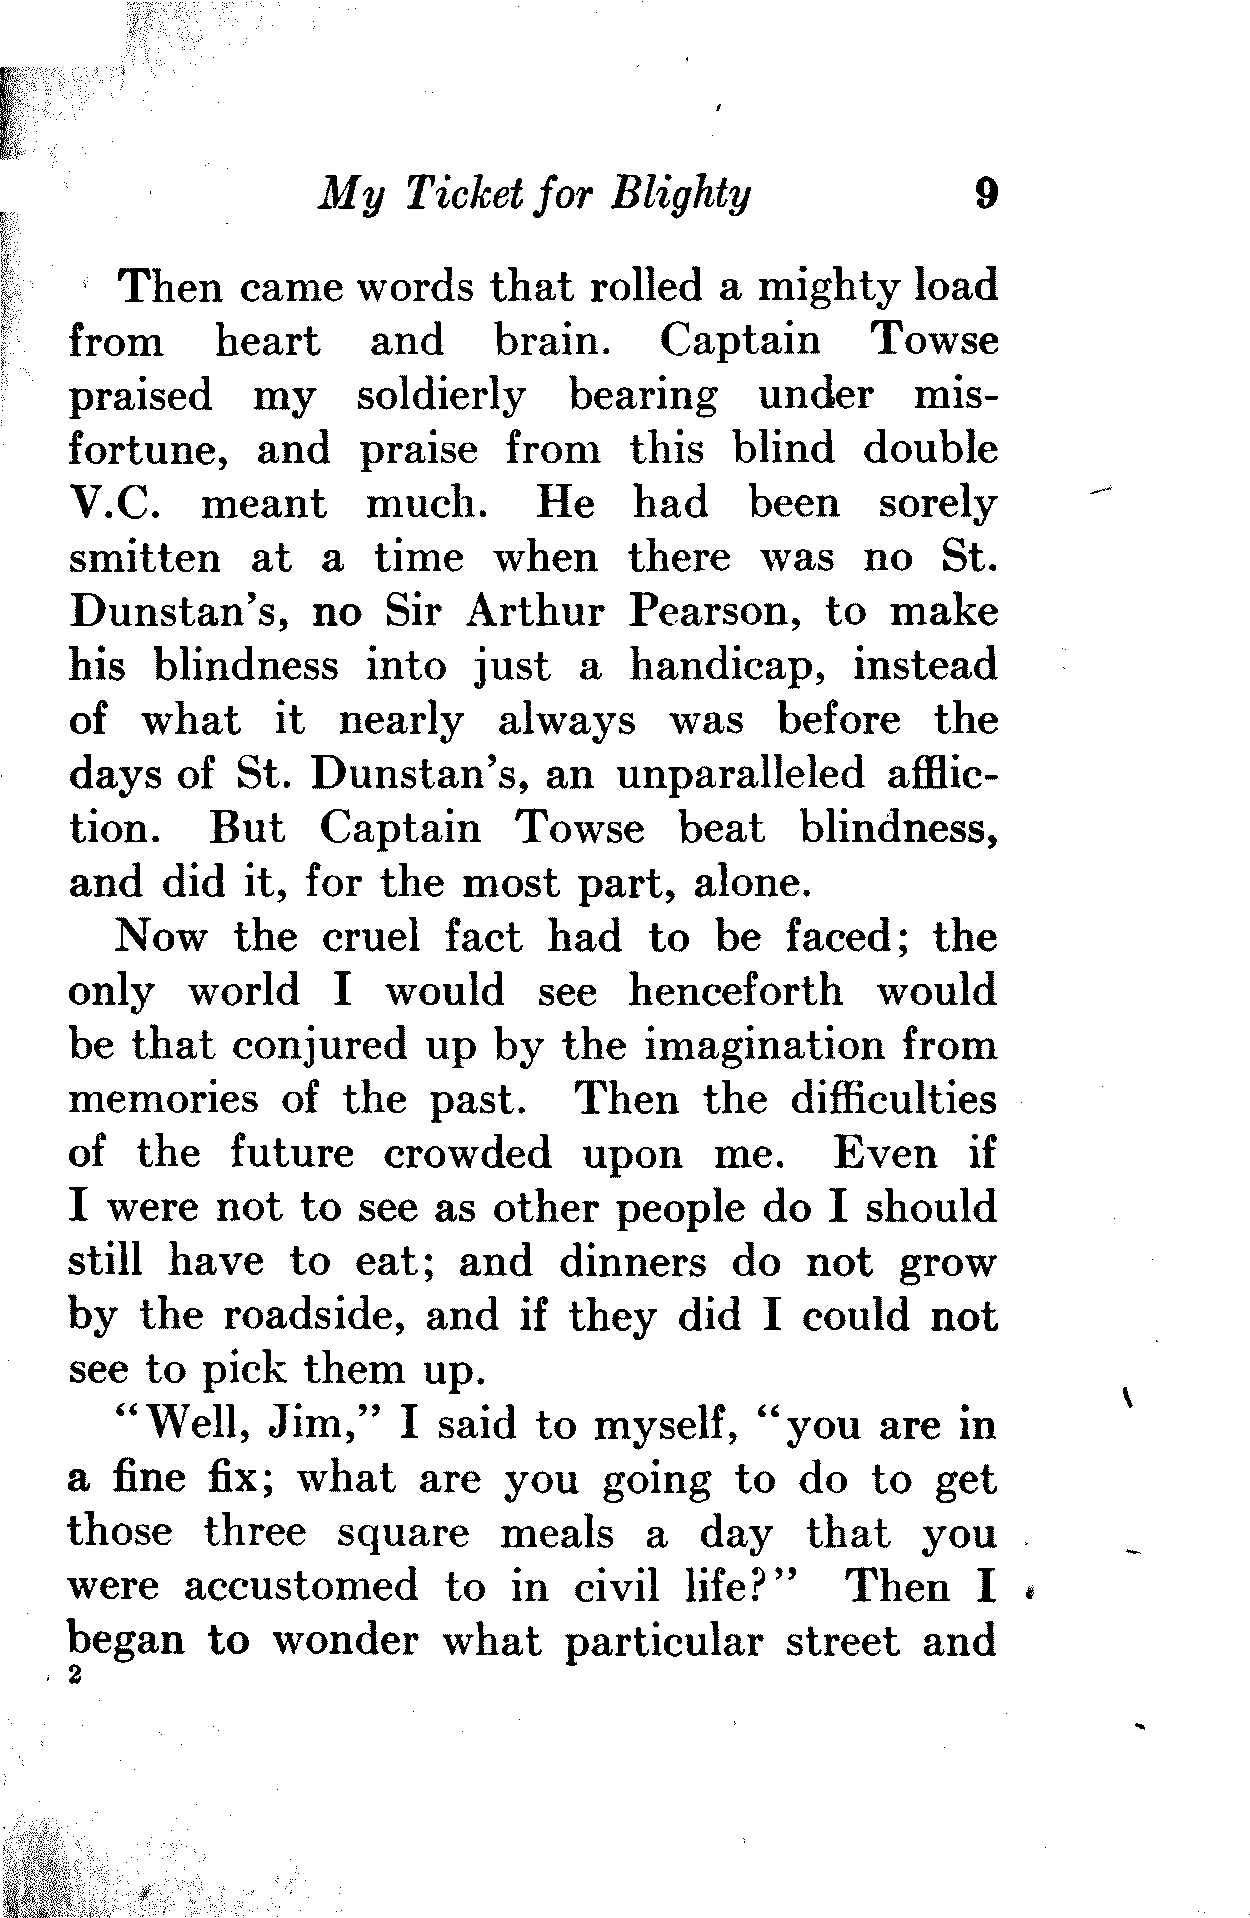 My Ticket for Blighty 9
Then came words that rolled a mighty load
from heart and brain. Captain Towse
praised my soldierly bearing under mis-
fortune, and praise from this blind double
V.C. meant much. He had been sorely
smitten at a time when there was no St.
Dunstan's, no Sir Arthur Pearson, to make
his blindness into just a handicap, instead
of what it nearly always was before the
days of St. Dunstan's, an unparalleled afflic-
tion. But Captain Towse beat blindness,
and did it, for the most part, alone.
Now the cruel fact had to be faced; the
only world I would see henceforth would
be that conjured up by the imagination from
memories of the past. Then the difficulties
of the future crowded upon me. Even if
I were not to see as other people do I should
still have to eat; and dinners do not grow
by the roadside, and if they did I could not
see to pick them up.
"Well, Jim," I said to myself, "you are in
a fine fix; what are you going to do to get
those three square meals a day that you
were accustomed to in civil life?" Then I
began to wonder what particular street and
2